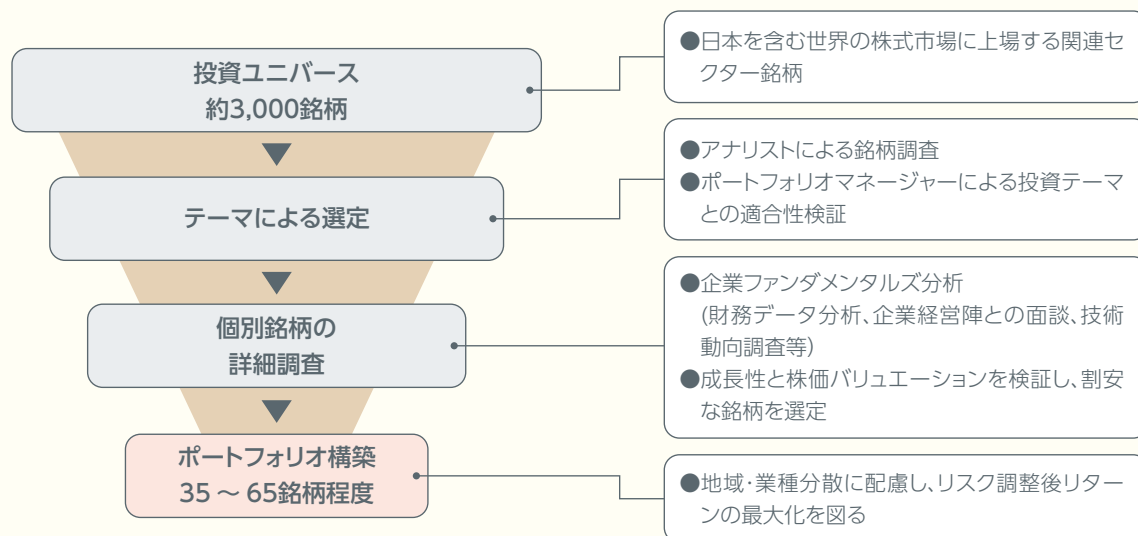 投資ユニバース
約3,000銘柄
●日本を含む世界の株式市場に上場する関連セ
クター銘柄
テーマによる選定
●アナリストによる銘柄調査
●ポートフォリオマネージャーによる投資テーマ
との適合性検証
個別銘柄の
詳細調査
●企業ファンダメンタルズ分析
(財務データ分析、企業経営陣との面談、技術
動向調査等)
●成長性と株価バリュエーションを検証し、割安
な銘柄を選定
ポートフォリオ構築
35 ~ 65銘柄程度
●地域・業種分散に配慮し、リスク調整後リター
ンの最大化を図る